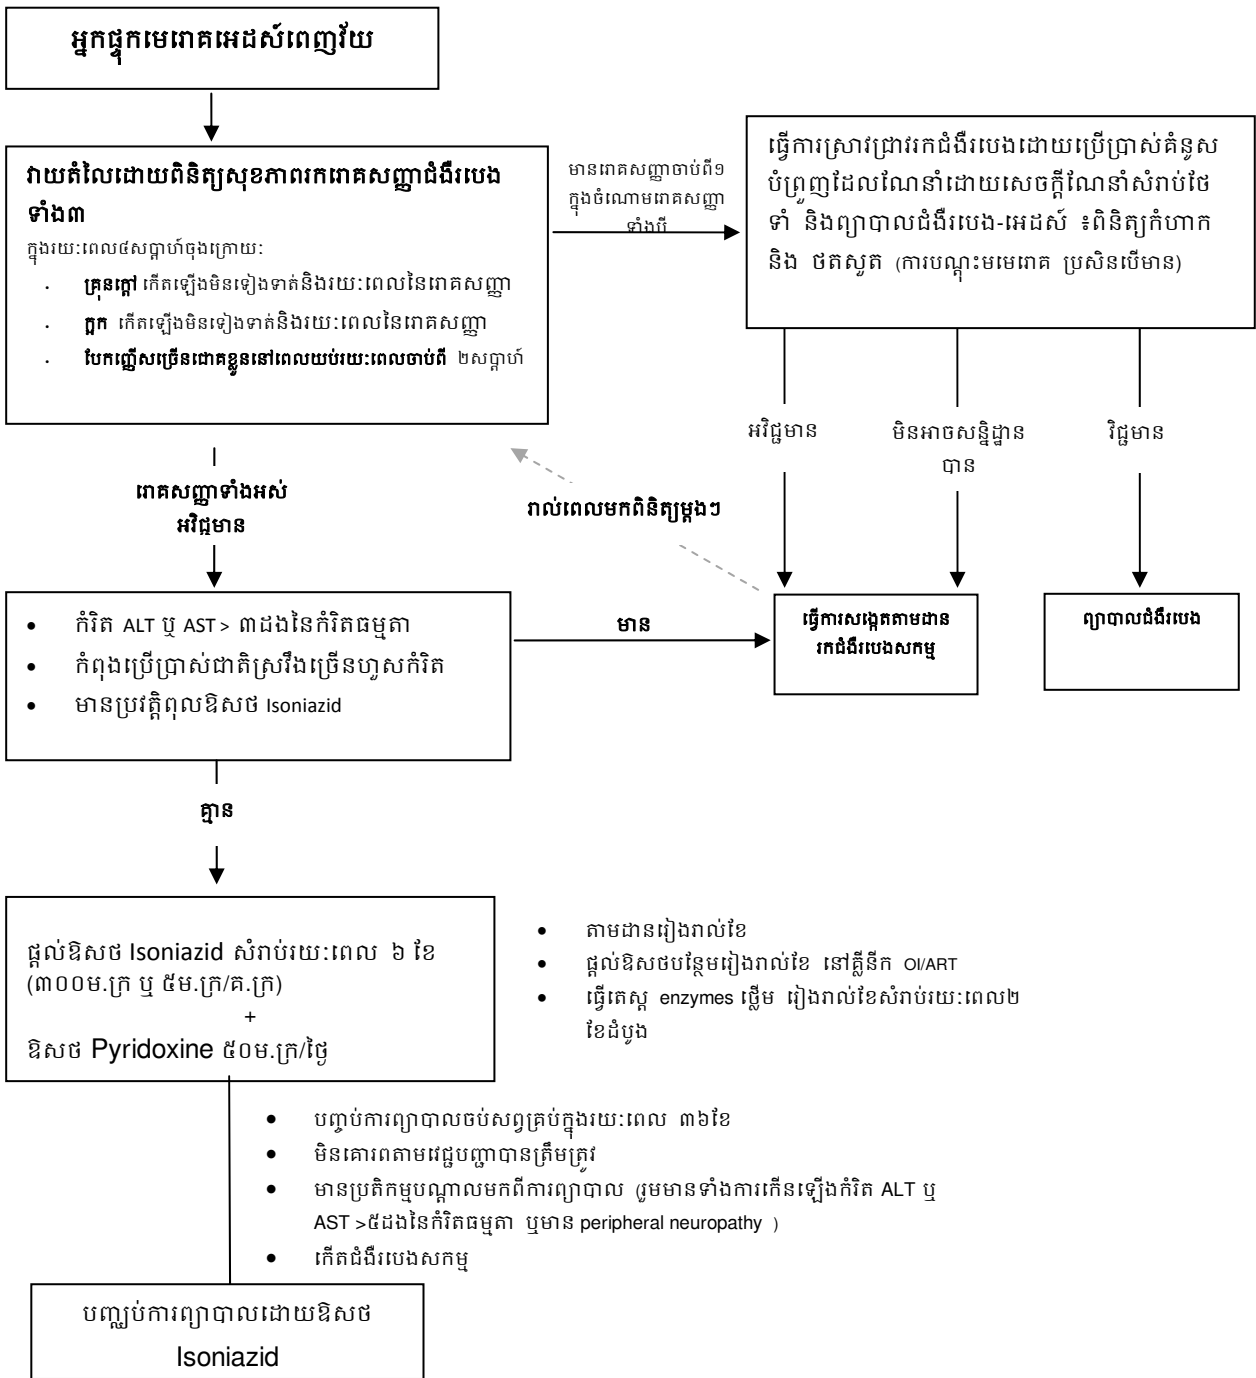 អ្នកផ្ទុកមេរោគអេដស៍ពេញវ័យ
វាយតំលៃដោយពិនិត្យសុខភាពរករោគសញ្ញាជំងឺរបេង
ទាំង៣
ក្នុងរយ:ពេល៤សប្តាហ៍ចុងក្រោយ:
· គ្រុនក្តៅ កើតឡើងមិនទៀងទាត់និងរយ:ពេលនៃរោគសញ្ញា
· ក្អក កើតឡើងមិនទៀងទាត់និងរយ:ពេលនៃរោគសញ្ញា
· បែកញើសច្រើនជោគខ្លួននៅពេលយប់រយ:ពេលចាប់ពី ២សប្តាហ៍
មានរោគសញ្ញាចាប់ពី១
ក្នុងចំណោមរោគសញ្ញា
ទាំងបី
ធ្វើការស្រាវជ្រាវរកជំងឺរបេងដោយប្រើប្រាស់គំនូស
បំព្រួញដែលណែនាំដោយសេចក្តីណែនាំសំរាប់ថែ
ទាំ និងព្យាបាលជំងឺរបេង-អេដស៍ ៖ពិនិត្យកំហាក
និង ថតសួត (ការបណ្តុះមេរោគ ប្រសិនបើមាន)
អវិជ្ជមាន
មិនអាចសន្និដ្ឋាន
បាន
វិជ្ជមាន
រោគសញ្ញាទាំងអស់
អវិជ្ជមាន
រាល់ពេលមកពិនិត្យម្តងៗ
• កំរិត ALT ឬ AST > ៣ដងនៃកំរិតធម្មតា
• កំពុងប្រើប្រាស់ជាតិស្រវឹងច្រើនហួសកំរិត
• មានប្រវត្តិពុលឱសថ Isoniazid
មាន
ធ្វើការសង្កេតតាមដាន
រកជំងឺរបេងសកម្ម
ព្យាបាលជំងឺរបេង
គ្មាន
ផ្តល់ឱសថ Isoniazid សំរាប់រយ:ពេល ៦ ខែ
(៣០០ម.ក្រ ឬ ៥ម.ក្រ/គ.ក្រ)
+
ឱសថ Pyridoxine ៥០ម.ក្រ/ថ្ងៃ
• តាមដានរៀងរាល់ខែ
• ផ្តល់ឱសថបន្ថែមរៀងរាល់ខែ នៅគ្លីនីក OI/ART
• ធ្វើតេស្ត enzymes ថ្លើម រៀងរាល់ខែសំរាប់រយ:ពេល២
ខែដំបូង
• បញ្ចប់ការព្យាបាលចប់សព្វគ្រប់ក្នុងរយ:ពេល ៣៦ខែ
• មិនគោរពតាមវេជ្ជបញ្ជាបានត្រឹមត្រូវ
• មានប្រតិកម្មបណ្តាលមកពីការព្យាបាល (រួមមានទាំងការកើនឡើងកំរិត ALT ឬ
AST >៥ដងនៃកំរិតធម្មតា ឬមាន peripheral neuropathy )
• កើតជំងឺរបេងសកម្ម
បញ្ឈប់ការព្យាបាលដោយឱសថ
Isoniazid